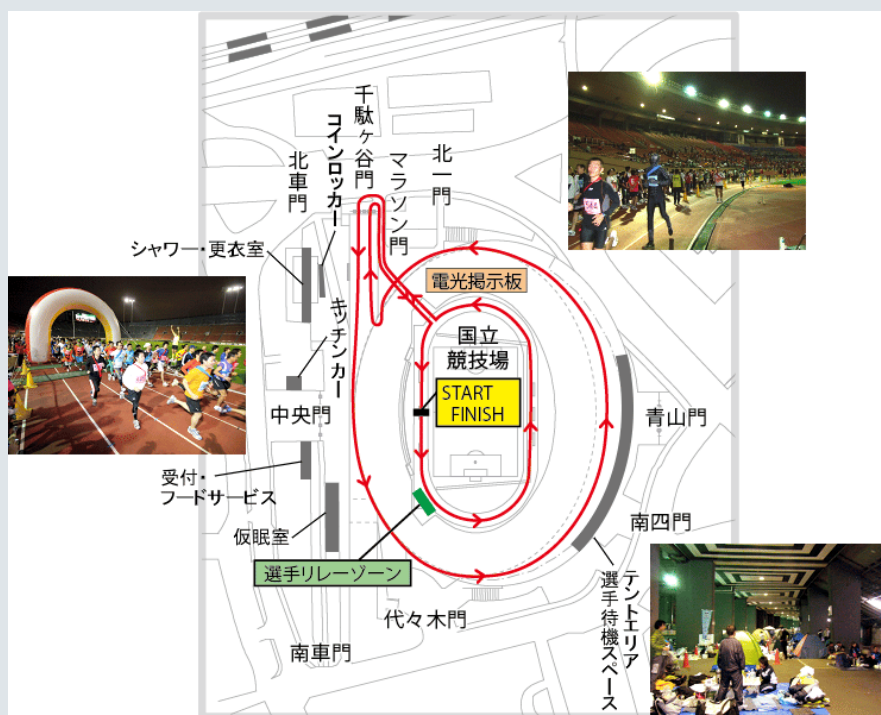 千駄ヶ谷門
コインロッカー
北車門
マラソン門
北一門
シャワー・更衣室
電光掲示板
キッチンカー
国立
競技場
START
FINISH
中央門
青山門
受付・
フードサービス
南四門
仮眠室
選手リレーゾーン
テントエリア
選手待機スペース
代々木門
南車門
544